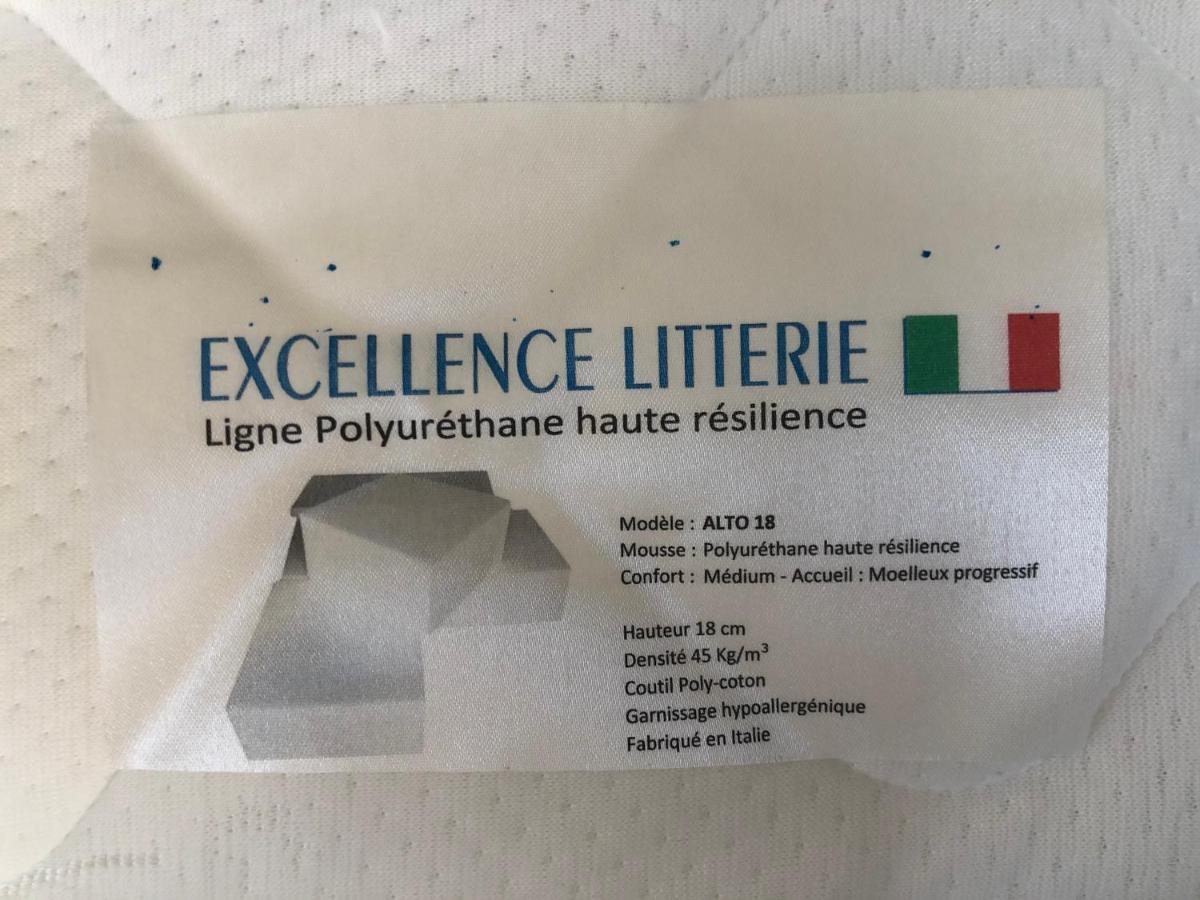 EXCELLENCE LITTERIE
Ligne Polyuréthane haute résilience
Modèle : ALTO 18
Mousse : Polyuréthane haute résilience
Confort : Médium - Accueil : Moelleux progressif
Hauteur 18 cm
Densité 45 Kg/m³
Coutil Poly-coton
Garnissage hypoallergénique
Fabriqué en Italie